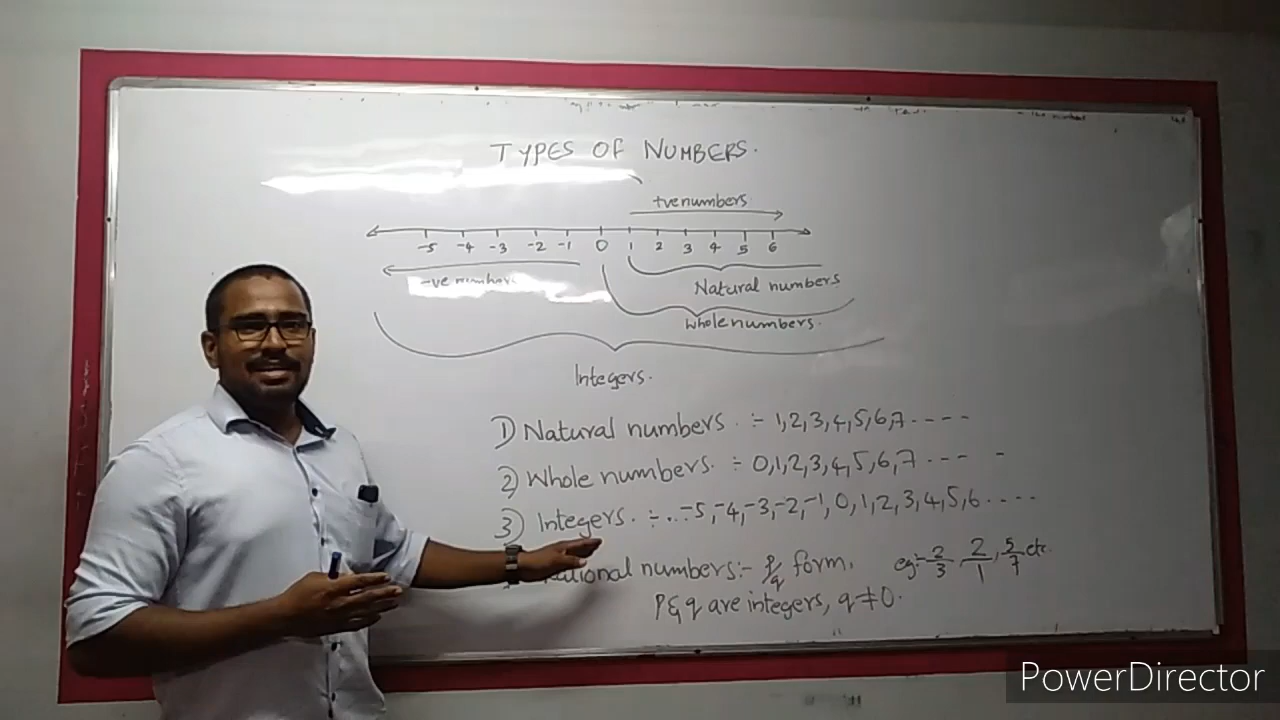 TYPES OF NUMBERS.
+ve numbers
-5 -4 -3 -2 -1 0 1 2 3 4 5 6
-ve numbers
Natural numbers
Whole numbers.
Integers.
1) Natural numbers :- 1,2,3,4,5,6,7 ----
2) Whole numbers. :- 0,1,2,3,4,5,6,7 --- -
3) Integers. :- ...-5,-4,-3,-2,-1,0,1,2,3,4,5,6 ....
numbers:- p/q form. eg:- 2/3, 2/1, 5/7 etc.
P & q are integers, q ≠ 0.
PowerDirector